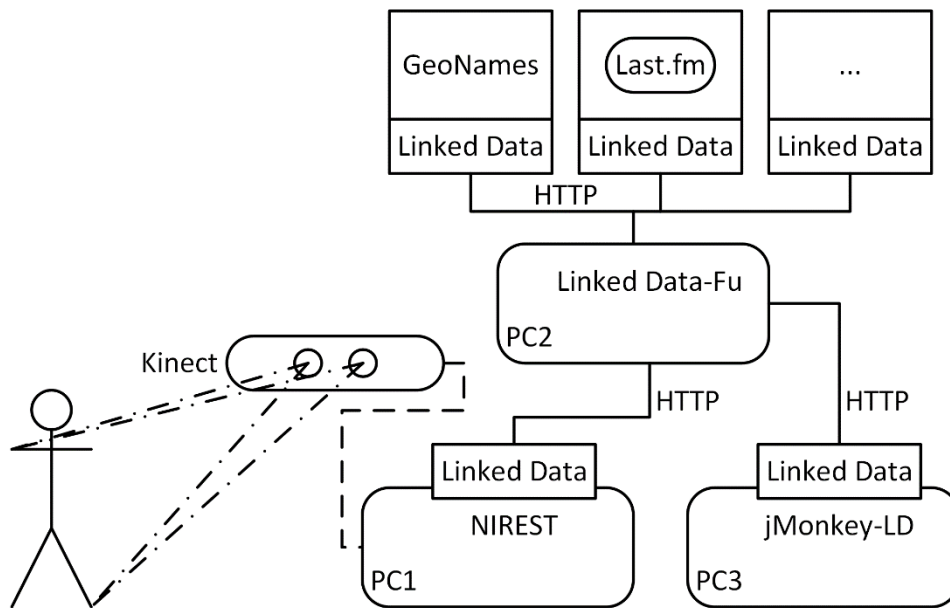 GeoNames
Last.fm
...
Linked Data
Linked Data
Linked Data
HTTP
Linked Data-Fu
PC2
Kinect
HTTP
HTTP
Linked Data
Linked Data
NIREST
jMonkey-LD
PC1
PC3